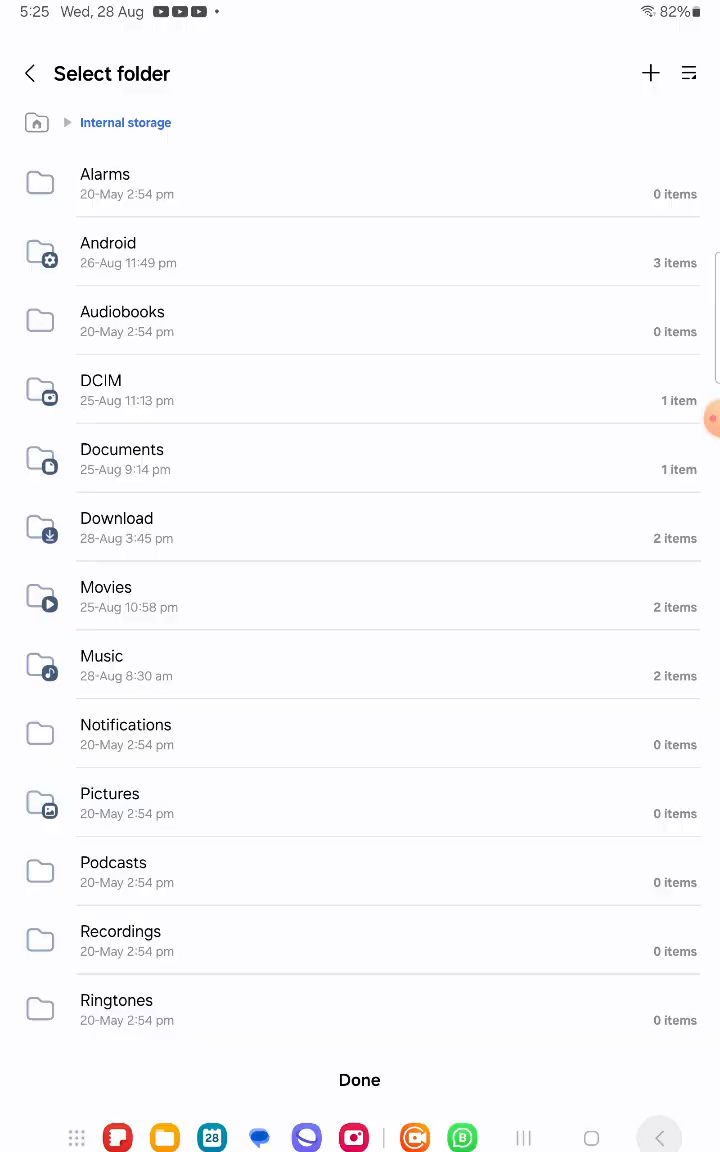 5:25 Wed, 28 Aug 82%
Select folder
Internal storage
Alarms
20-May 2:54 pm 0 items
Android
26-Aug 11:49 pm 3 items
Audiobooks
20-May 2:54 pm 0 items
DCIM
25-Aug 11:13 pm 1 item
Documents
25-Aug 9:14 pm 1 item
Download
28-Aug 3:45 pm 2 items
Movies
25-Aug 10:58 pm 2 items
Music
28-Aug 8:30 am 2 items
Notifications
20-May 2:54 pm 0 items
Pictures
20-May 2:54 pm 0 items
Podcasts
20-May 2:54 pm 0 items
Recordings
20-May 2:54 pm 0 items
Ringtones
20-May 2:54 pm 0 items
Done
28 B